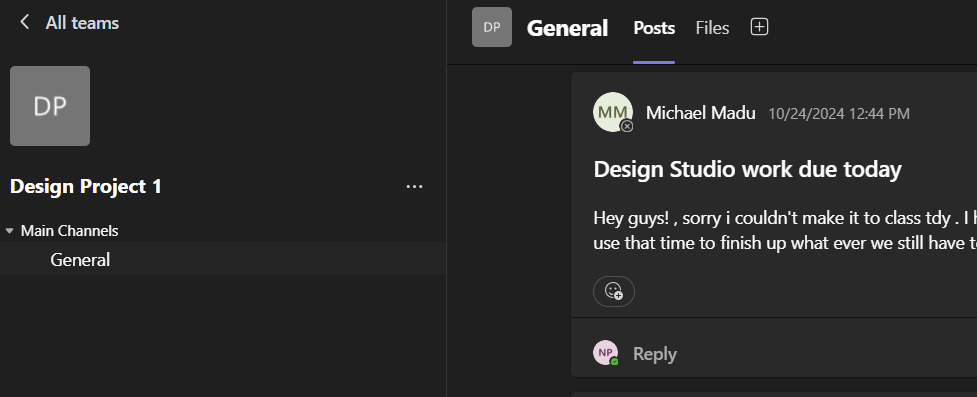 All teams
DP
Design Project 1
Main Channels
General
DP
General
Posts
Files
MM
Michael Madu
10/24/2024 12:44 PM
Design Studio work due today
Hey guys! , sorry i couldn't make it to class tdy . I
use that time to finish up what ever we still have
NP
Reply